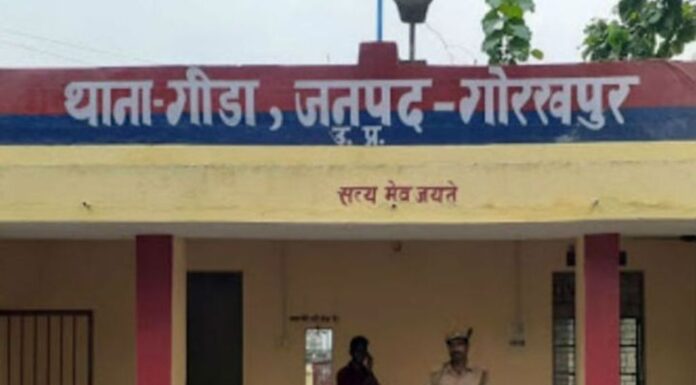 थाना-गीडा, जनपद-गोरखपुर
उ. प्र.
सत्य मेव जयते